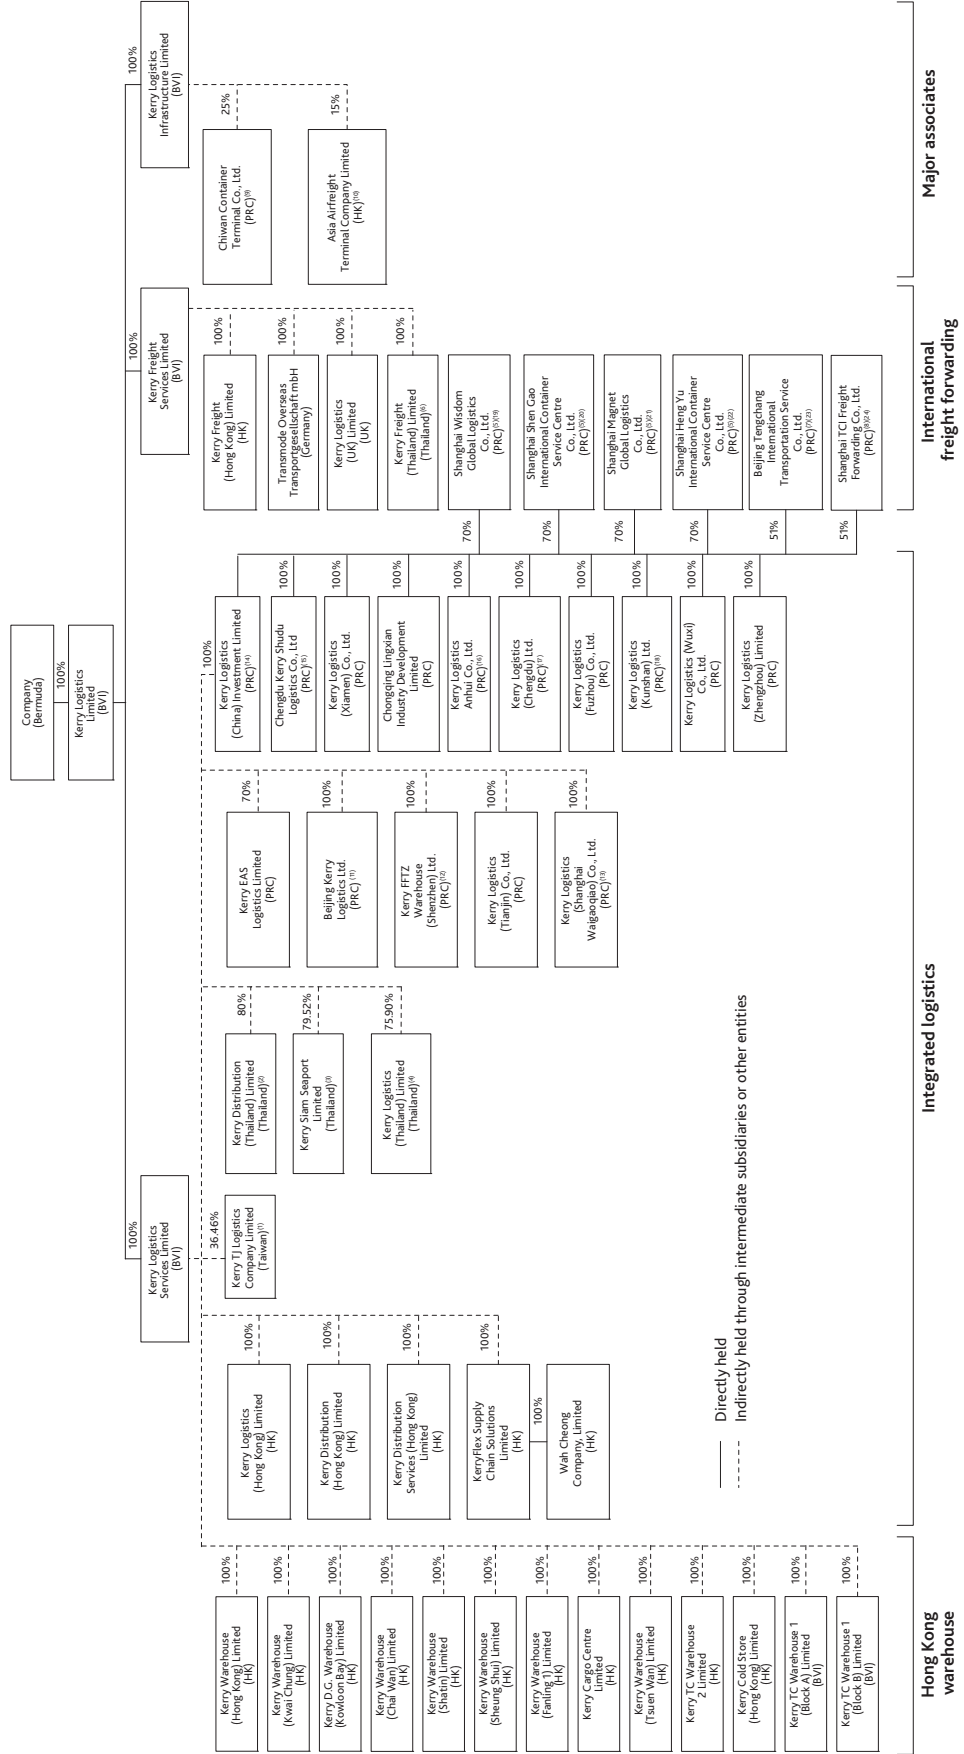 Company
(Bermuda)
100%
Kerry Logistics
Limited
(BVI)
100%
Kerry Logistics
Services Limited
(BVI)
100%
Kerry Freight
Services Limited
(BVI)
100%
Kerry Logistics
Infrastructure Limited
(BVI)
100%
Kerry Warehouse
(Hong Kong) Limited
(HK)
100%
Kerry Warehouse
(Kwai Chung) Limited
(HK)
100%
Kerry D.G. Warehouse
(Kowloon Bay) Limited
(HK)
100%
Kerry Warehouse
(Chai Wan) Limited
(HK)
100%
Kerry Warehouse
(Shatin) Limited
(HK)
100%
Kerry Warehouse
(Sheung Shui) Limited
(HK)
100%
Kerry Warehouse
(Fanling 1) Limited
(HK)
100%
Kerry Cargo Centre
Limited
(HK)
100%
Kerry Warehouse
(Tsuen Wan) Limited
(HK)
100%
Kerry TC Warehouse
2 Limited
(HK)
100%
Kerry Cold Store
(Hong Kong) Limited
(HK)
100%
Kerry TC Warehouse 1
(Block A) Limited
(BVI)
100%
Kerry TC Warehouse 1
(Block B) Limited
(BVI)
100%
Kerry Logistics
(Hong Kong) Limited
(HK)
100%
Kerry Distribution
(Hong Kong) Limited
(HK)
100%
Kerry Distribution
Services (Hong Kong)
Limited
(HK)
100%
KerryFlex Supply
Chain Solutions
Limited
(HK)
100%
Wah Cheong
Company, Limited
(HK)
36.46%
Kerry TJ Logistics
Company Limited
(Taiwan)(1)
80%
Kerry Distribution
(Thailand) Limited
(Thailand)(2)
79.52%
Kerry Siam Seaport
Limited
(Thailand)(3)
75.90%
Kerry Logistics
(Thailand) Limited
(Thailand)(4)
70%
Kerry EAS
Logistics Limited
(PRC)
100%
Beijing Kerry
Logistics Ltd.
(PRC) (11)
100%
Kerry FFTZ
Warehouse
(Shenzhen) Ltd.
(PRC)(12)
100%
Kerry Logistics
(Tianjin) Co., Ltd.
(PRC)
100%
Kerry Logistics
(Shanghai
Waigaoqiao) Co., Ltd.
(PRC)(13)
100%
Kerry Logistics
(China) Investment Limited
(PRC)(14)
100%
Chengdu Kerry Shudu
Logistics Co., Ltd
(PRC)(15)
100%
Kerry Logistics
(Xiamen) Co., Ltd.
(PRC)
100%
Chongqing Lingxian
Industry Development
Limited
(PRC)
100%
Kerry Logistics
Anhui Co., Ltd.
(PRC)(16)
100%
Kerry Logistics
(Chengdu) Ltd.
(PRC)(17)
100%
Kerry Logistics
(Fuzhou) Co., Ltd.
(PRC)
100%
Kerry Logistics
(Kunshan) Ltd.
(PRC)(18)
100%
Kerry Logistics (Wuxi)
Co., Ltd.
(PRC)
100%
Kerry Logistics
(Zhengzhou) Limited
(PRC)
100%
Kerry Freight
(Hong Kong) Limited
(HK)
100%
Transmode Overseas
Transportgesellschaft mbH
(Germany)
100%
Kerry Logistics
(UK) Limited
(UK)
100%
Kerry Freight
(Thailand) Limited
(Thailand)(6)
70%
Shanghai Wisdom
Global Logistics
Co., Ltd.
(PRC)(5)(19)
70%
Shanghai Shen Gao
International Container
Service Centre
Co., Ltd.
(PRC)(5)(20)
70%
Shanghai Magnet
Global Logistics
Co., Ltd.
(PRC)(5)(21)
70%
Shanghai Heng Yu
International Container
Service Centre
Co., Ltd.
(PRC)(5)(22)
51%
Beijing Tengchang
International
Transportation Service
Co., Ltd.
(PRC)(7)(23)
51%
Shanghai TCI Freight
Forwarding Co., Ltd.
(PRC)(8)(24)
25%
Chiwan Container
Terminal Co., Ltd.
(PRC)(9)
15%
Asia Airfreight
Terminal Company Limited
(HK)(10)
Directly held
Indirectly held through intermediate subsidiaries or other entities
Hong Kong
warehouse
Integrated logistics
International
freight forwarding
Major associates